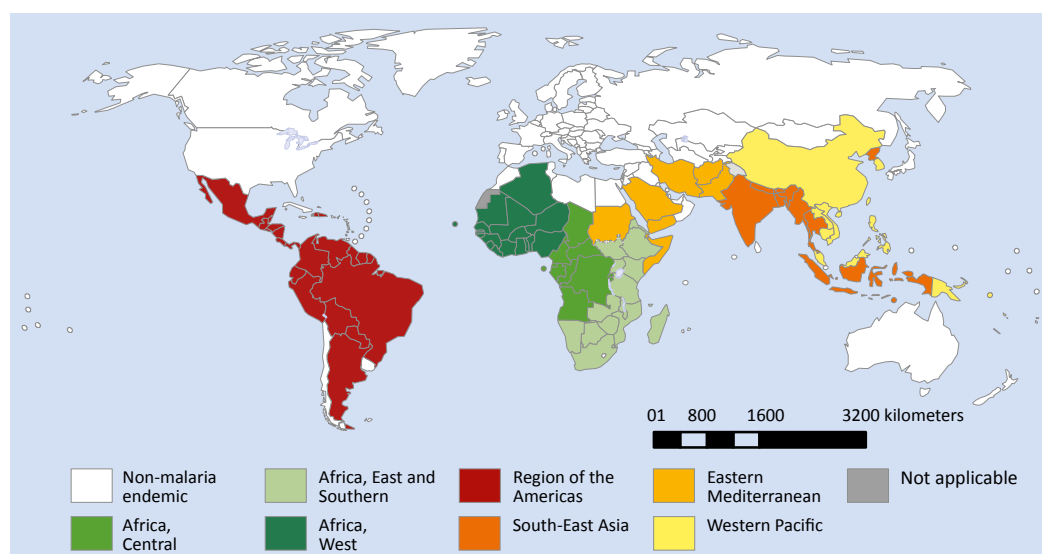 01 800 1600 3200 kilometers
Non-malaria
endemic
Africa, East and
Southern
Region of the
Americas
Eastern
Mediterranean
Not applicable
Africa,
Central
Africa,
West
South-East Asia
Western Pacific